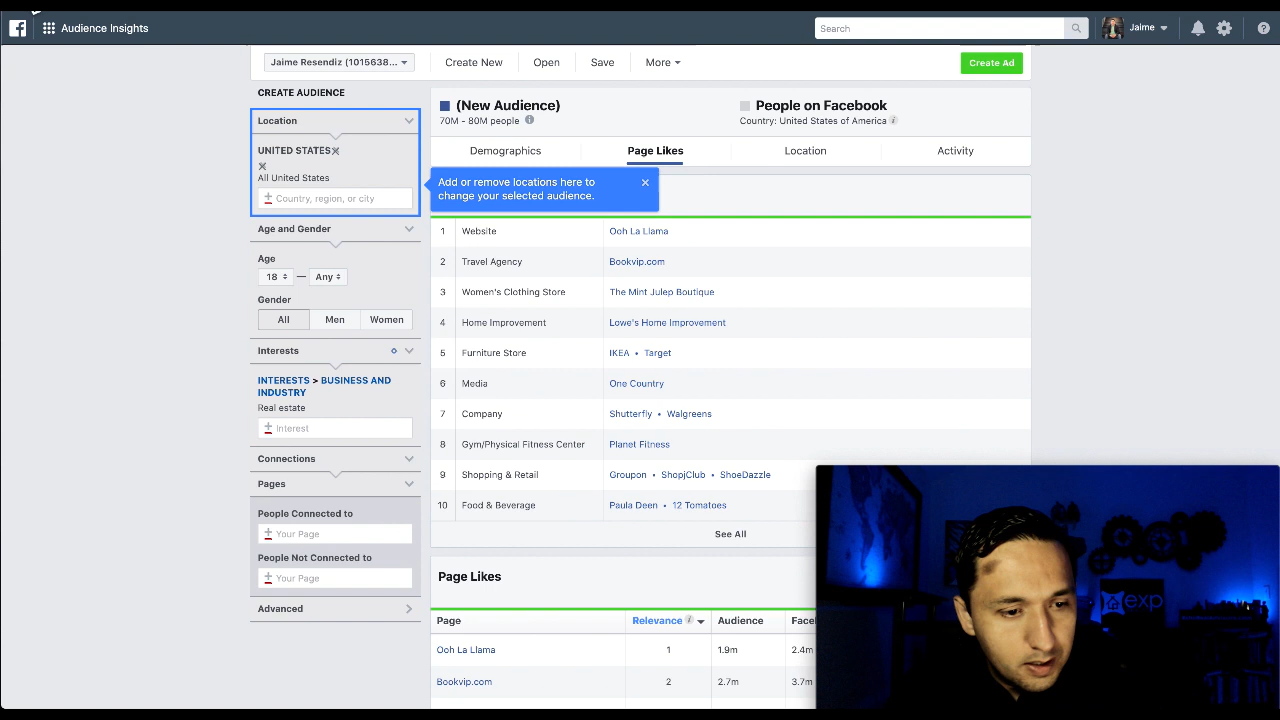 Audience Insights
Search
Jaime
Jaime Resendiz (1015638...
Create New
Open
Save
More
Create Ad
CREATE AUDIENCE
Location
UNITED STATES
All United States
Country, region, or city
Age and Gender
Age
18 — Any
Gender
All
Men
Women
Interests
INTERESTS > BUSINESS AND
INDUSTRY
Real estate
Interest
Connections
Pages
People Connected to
Your Page
People Not Connected to
Your Page
Advanced
(New Audience)
70M - 80M people
People on Facebook
Country: United States of America
Demographics
Page Likes
Location
Activity
Add or remove locations here to
change your selected audience.
1 Website Ooh La Llama
2 Travel Agency Bookvip.com
3 Women's Clothing Store The Mint Julep Boutique
4 Home Improvement Lowe's Home Improvement
5 Furniture Store IKEA • Target
6 Media One Country
7 Company Shutterfly • Walgreens
8 Gym/Physical Fitness Center Planet Fitness
9 Shopping & Retail Groupon • ShopjClub • ShoeDazzle
10 Food & Beverage Paula Deen • 12 Tomatoes
See All
Page Likes
Page Relevance Audience Face
Ooh La Llama 1 1.9m 2.4m
Bookvip.com 2 2.7m 3.7m
exp